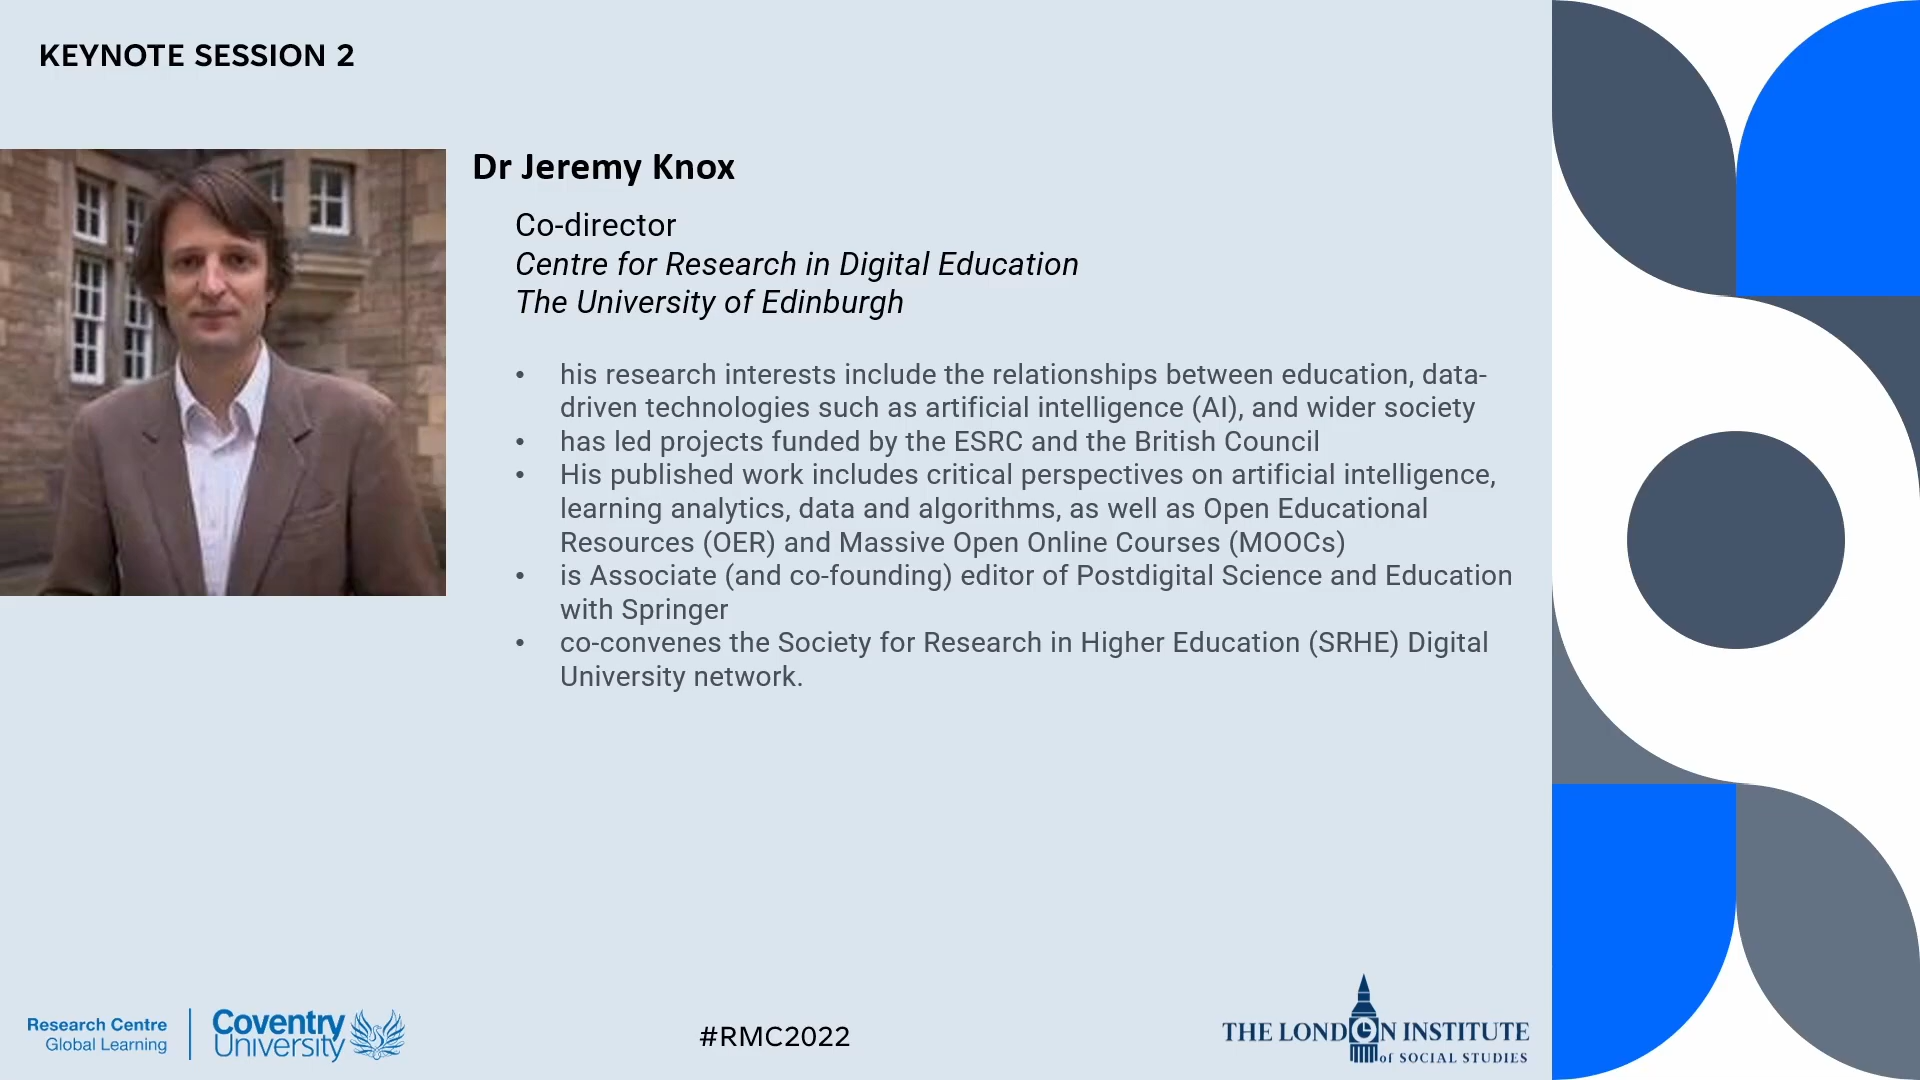 KEYNOTE SESSION 2
Dr Jeremy Knox
Co-director
Centre for Research in Digital Education
The University of Edinburgh
• his research interests include the relationships between education, data-
driven technologies such as artificial intelligence (AI), and wider society
• has led projects funded by the ESRC and the British Council
• His published work includes critical perspectives on artificial intelligence,
learning analytics, data and algorithms, as well as Open Educational
Resources (OER) and Massive Open Online Courses (MOOCs)
• is Associate (and co-founding) editor of Postdigital Science and Education
with Springer
• co-convenes the Society for Research in Higher Education (SRHE) Digital
University network.
Research Centre
Global Learning
Coventry
University
#RMC2022
THE LONDON INSTITUTE
of SOCIAL STUDIES